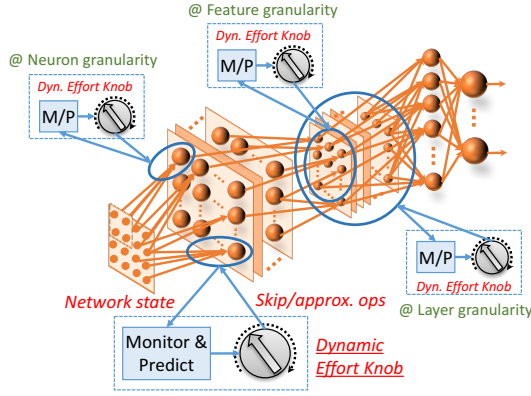 @ Feature granularity
Dyn. Effort Knob
M/P
@ Neuron granularity
Dyn. Effort Knob
M/P
M/P
Dyn. Effort Knob
@ Layer granularity
Network state
Skip/approx. ops
Monitor &
Predict
Dynamic
Effort Knob